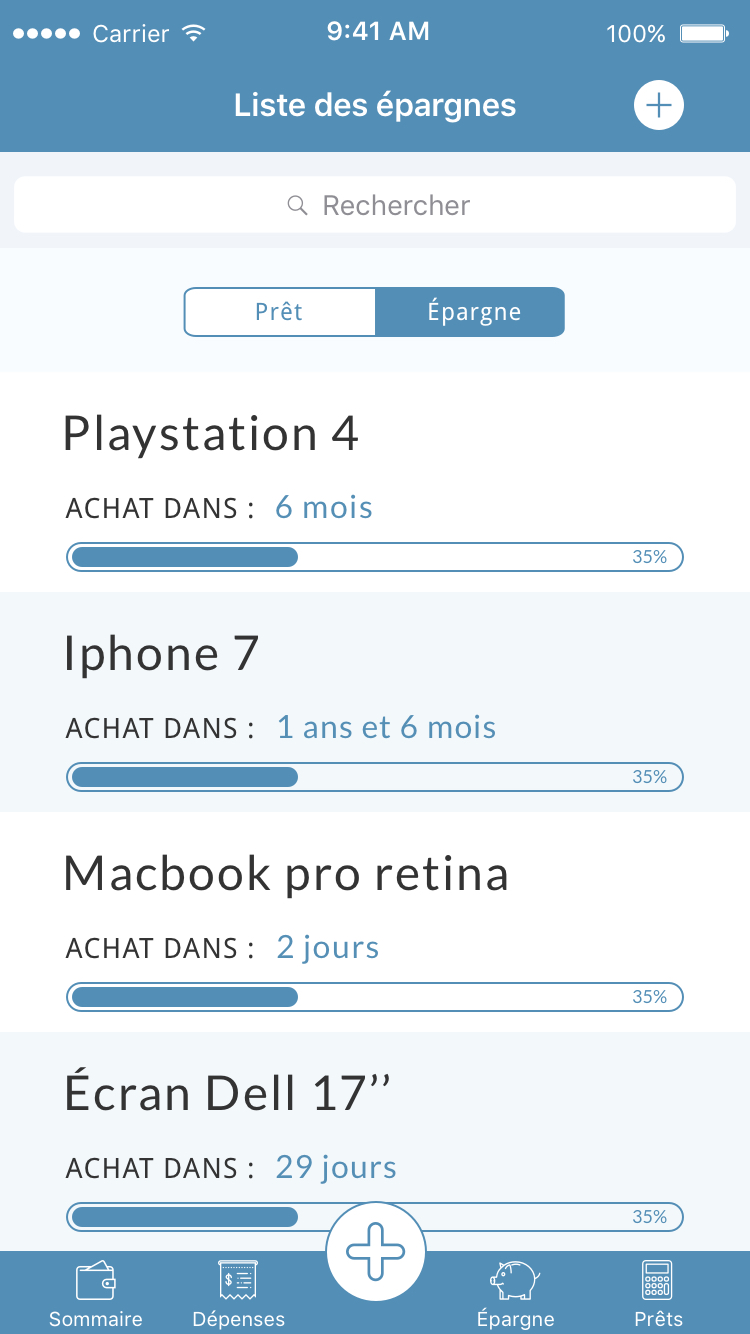 Carrier 9:41 AM 100%
Liste des épargnes
Rechercher
Prêt Épargne
Playstation 4
ACHAT DANS : 6 mois
35%
Iphone 7
ACHAT DANS : 1 ans et 6 mois
35%
Macbook pro retina
ACHAT DANS : 2 jours
35%
Écran Dell 17’’
ACHAT DANS : 29 jours
35%
$
Sommaire Dépenses Épargne Prêts